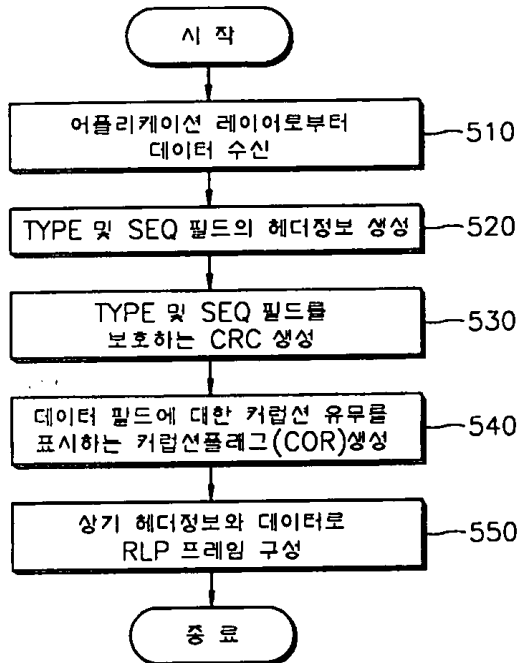 시 작
어플리케이션 레이어로부터
데이터 수신
510
TYPE 및 SEQ 필드의 헤더정보 생성
520
TYPE 및 SEQ 필드를
보호하는 CRC 생성
530
데이터 필드에 대한 커럽션 유무를
표시하는 커럽션플래그(COR)생성
540
상기 헤더정보와 데이터로
RLP 프레임 구성
550
종 료